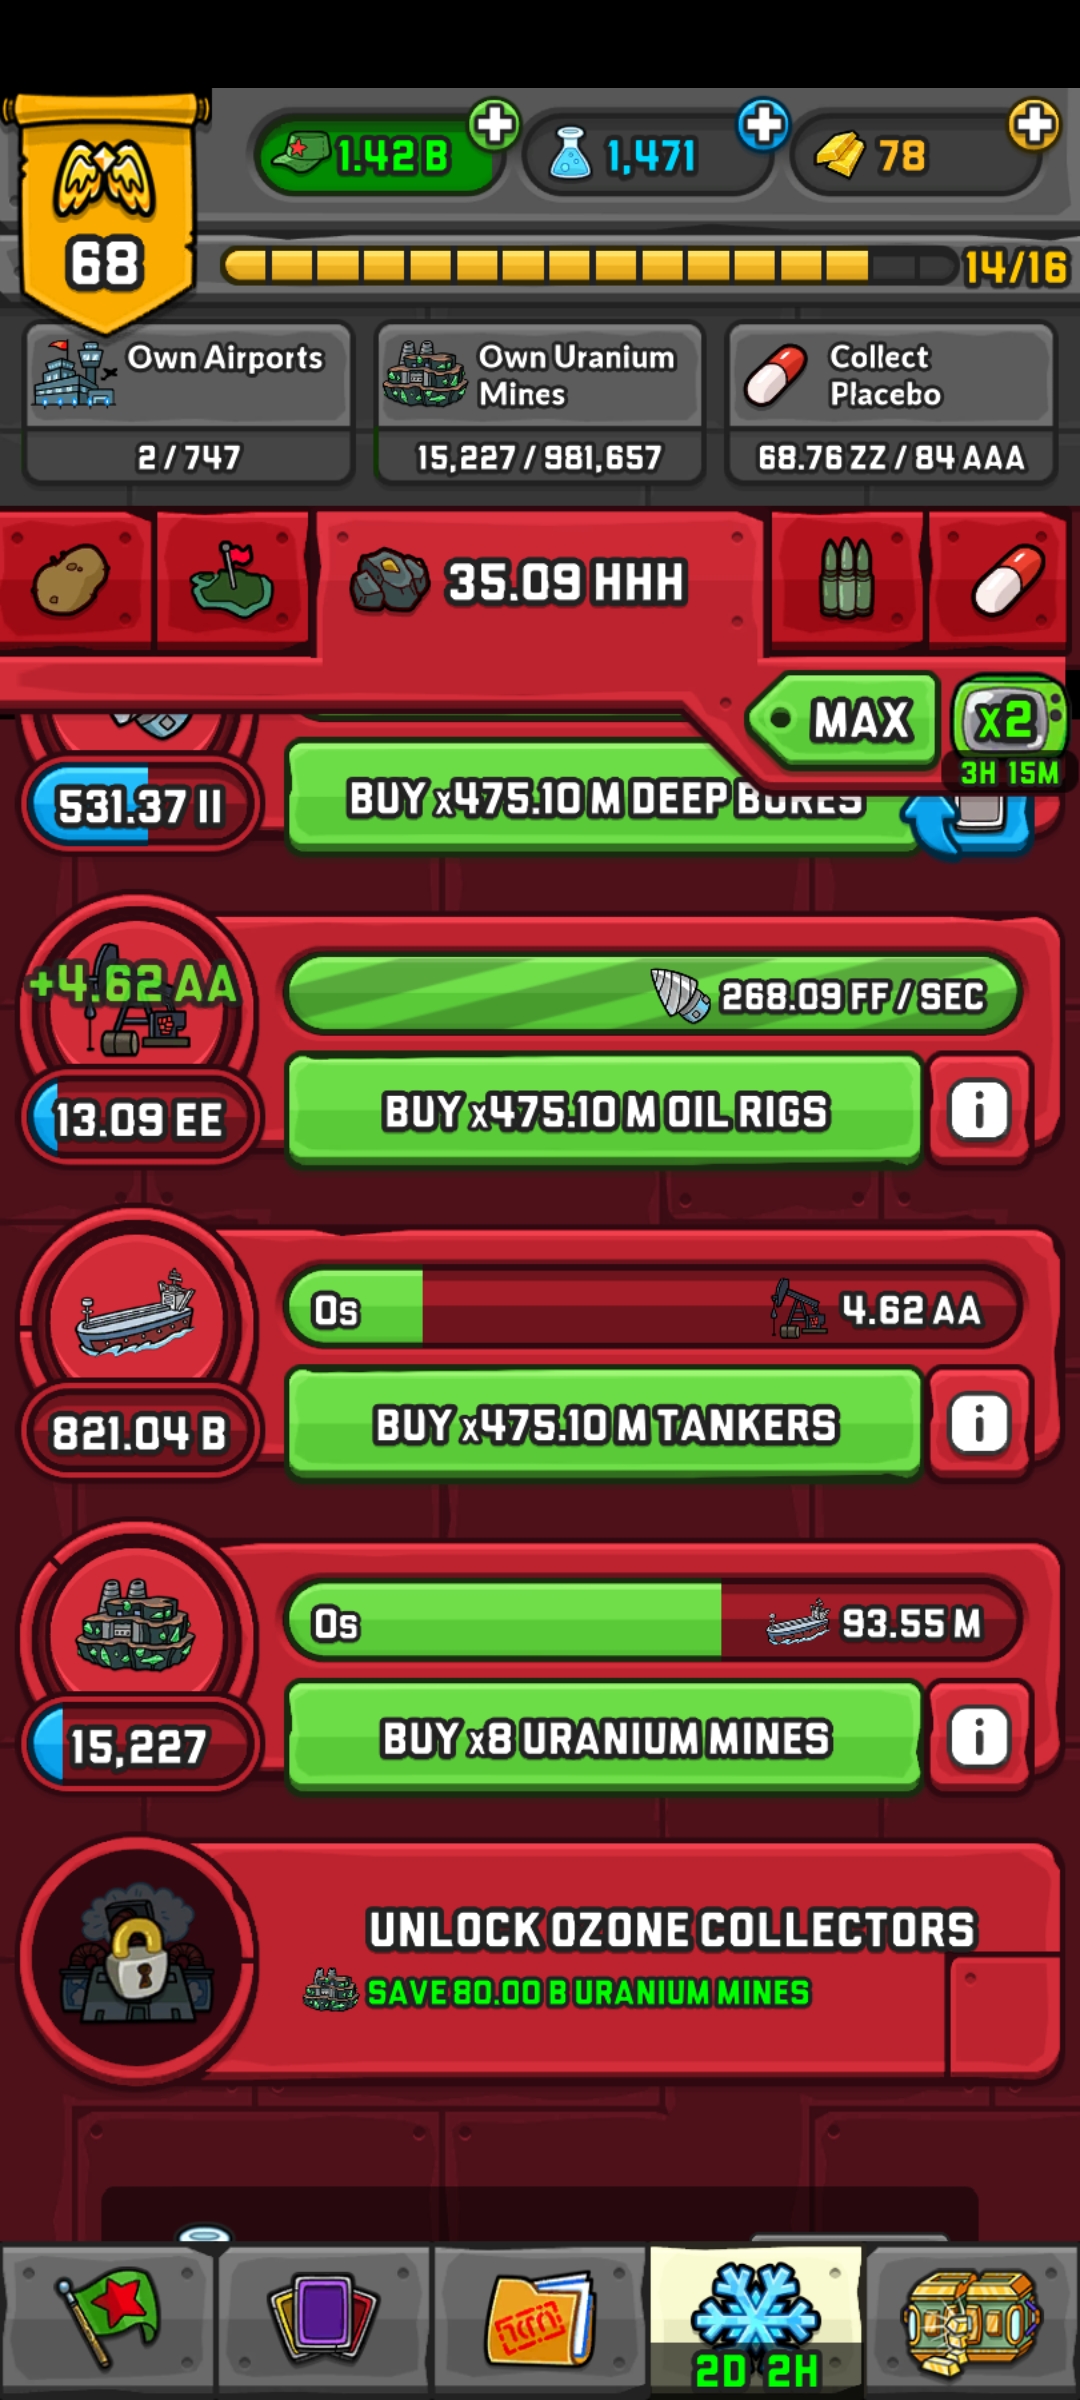 1.42 B
1,471
78
68
14/16
Own Airports
2 / 747
Own Uranium
Mines
15,227 / 981,657
Collect
Placebo
68.76 ZZ / 84 AAA
35.09 HHH
MAX
x2
3H 15M
531.37 II
BUY x475.10 M DEEP BORES
+4.62 AA
268.09 FF / SEC
13.09 EE
BUY x475.10 M OIL RIGS
i
0s
4.62 AA
821.04 B
BUY x475.10 M TANKERS
i
0s
93.55 M
15,227
BUY x8 URANIUM MINES
i
UNLOCK OZONE COLLECTORS
SAVE 80.00 B URANIUM MINES
2D 2H